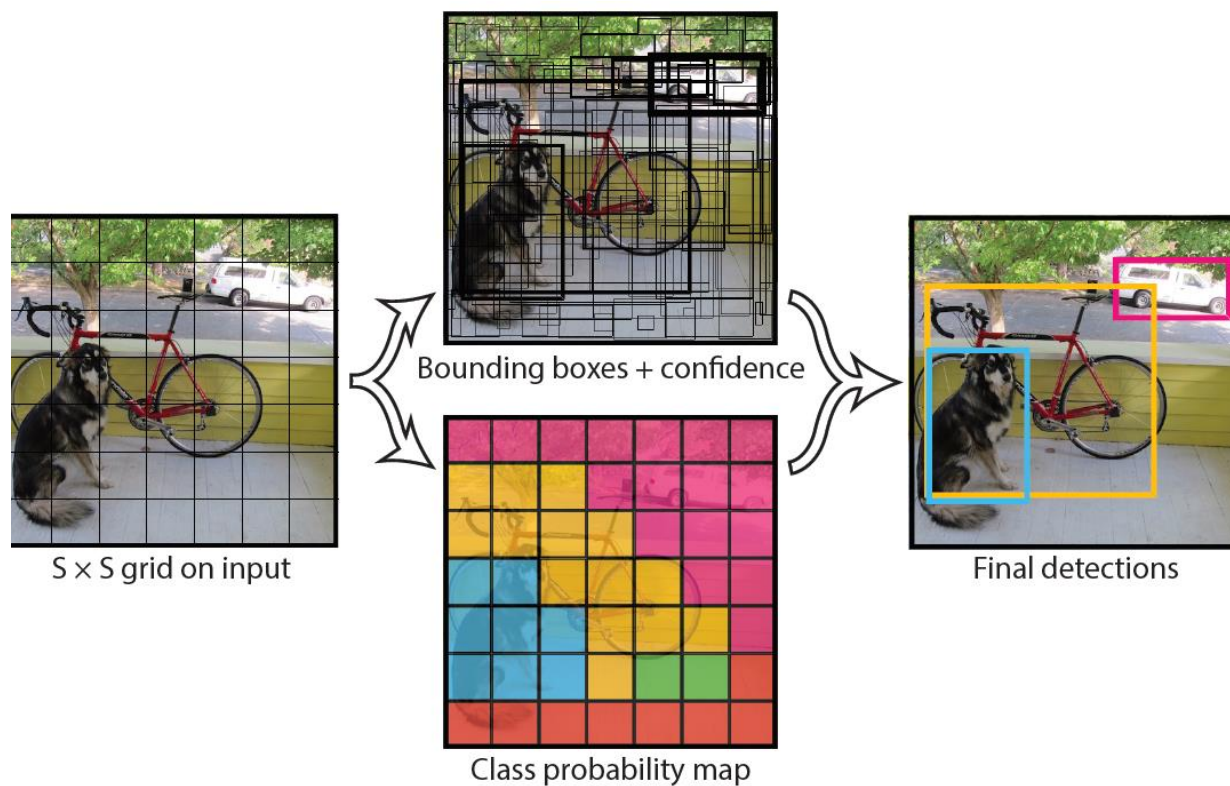 S × S grid on input
Bounding boxes + confidence
Class probability map
Final detections